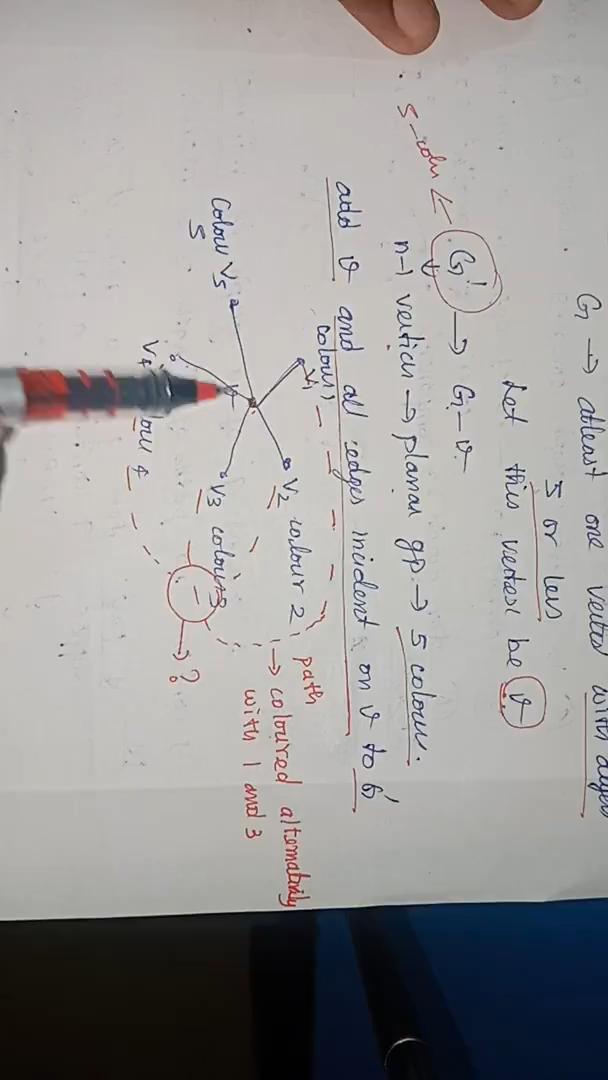 G → atleast one vertex with degree
5 or less
Let this vertex be v
G' → G-v
5-colu ⇐
n-1 vertices → planar gp → 5 colour.
add v and all edges incident on v to G'
V1
colour 1
V2 colour 2
path
→ coloured alternatively
with 1 and 3
V3 colour 3
Colour V5
5
V4
lour 4
→ ?